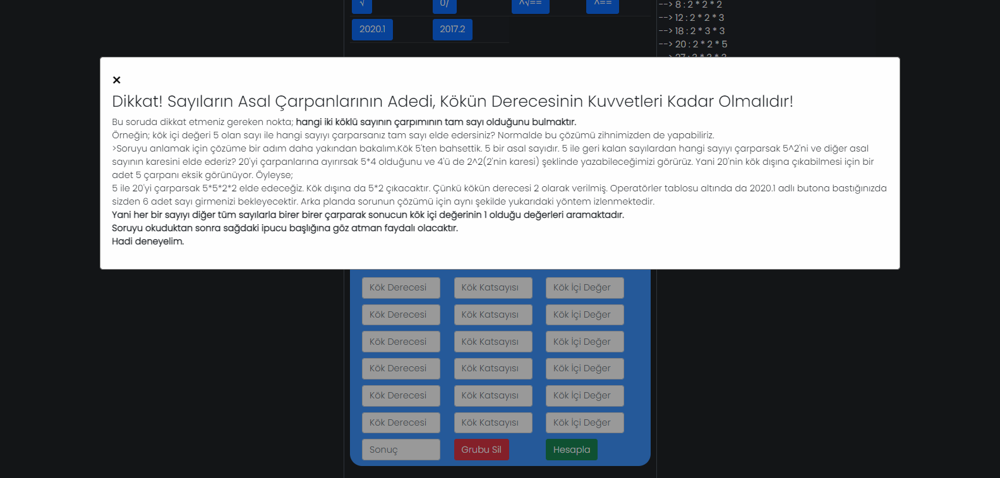 √ 0/ ^√== ^==
2020.1 2017.2
--> 8 : 2 * 2 * 2
--> 12 : 2 * 2 * 3
--> 18 : 2 * 3 * 3
--> 20 : 2 * 2 * 5
×
Dikkat! Sayıların Asal Çarpanlarının Adedi, Kökün Derecesinin Kuvvetleri Kadar Olmalıdır!
Bu soruda dikkat etmeniz gereken nokta; hangi iki köklü sayının çarpımının tam sayı olduğunu bulmaktır.
Örneğin; kök içi değeri 5 olan sayı ile hangi sayıyı çarparsanız tam sayı elde edersiniz? Normalde bu çözümü zihnimizden de yapabiliriz.
>Soruyu anlamak için çözüme bir adım daha yakından bakalım.Kök 5'ten bahsettik. 5 bir asal sayıdır. 5 ile geri kalan sayılardan hangi sayıyı çarparsak 5^2'ni ve diğer asal
sayının karesini elde ederiz? 20'yi çarpanlarına ayırırsak 5*4 olduğunu ve 4'ü de 2^2(2'nin karesi) şeklinde yazabileceğimizi görürüz. Yani 20'nin kök dışına çıkabilmesi için bir
adet 5 çarpanı eksik görünüyor. Öyleyse;
5 ile 20'yi çarparsak 5*5*2*2 elde edeceğiz. Kök dışına da 5*2 çıkacaktır. Çünkü kökün derecesi 2 olarak verilmiş. Operatörler tablosu altında da 2020.1 adlı butona bastığınızda
sizden 6 adet sayı girmenizi bekleyecektir. Arka planda sorunun çözümü için aynı şekilde yukarıdaki yöntem izlenmektedir.
Yani her bir sayıyı diğer tüm sayılarla birer birer çarparak sonucun kök içi değerinin 1 olduğu değerleri aramaktadır.
Soruyu okuduktan sonra sağdaki ipucu başlığına göz atman faydalı olacaktır.
Hadi deneyelim.
Kök Derecesi Kök Katsayısı Kök İçi Değer
Kök Derecesi Kök Katsayısı Kök İçi Değer
Kök Derecesi Kök Katsayısı Kök İçi Değer
Kök Derecesi Kök Katsayısı Kök İçi Değer
Kök Derecesi Kök Katsayısı Kök İçi Değer
Kök Derecesi Kök Katsayısı Kök İçi Değer
Sonuç Grubu Sil Hesapla